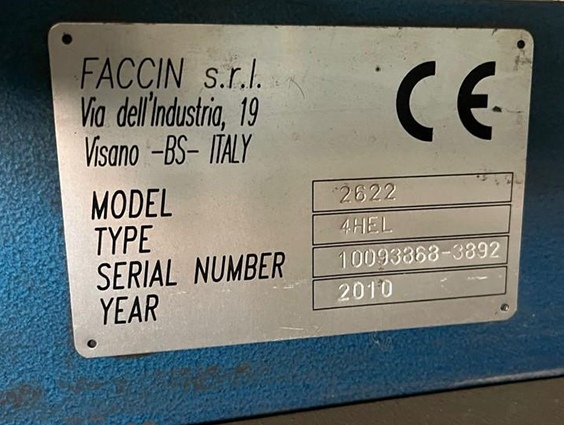 FACCIN s.r.l.
Via dell'Industria, 19
Visano -BS- ITALY
CE
MODEL 2622
TYPE 4HEL
SERIAL NUMBER 10093868-3892
YEAR 2010